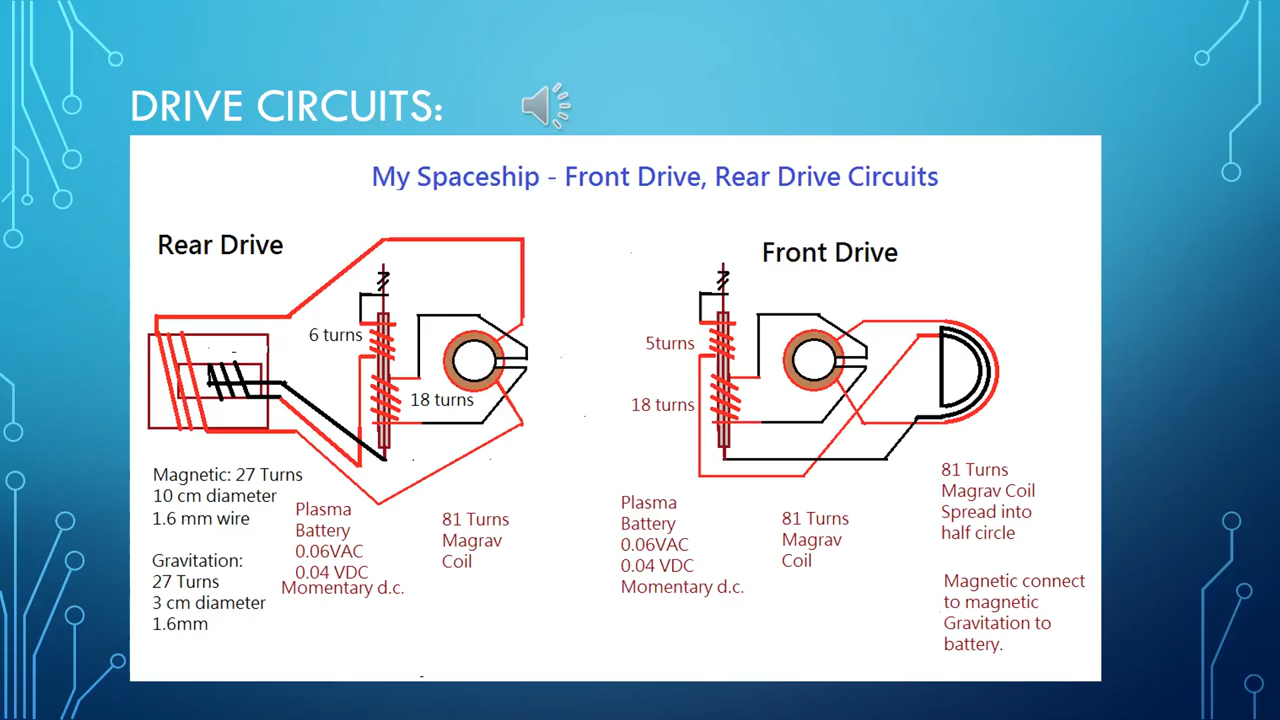 DRIVE CIRCUITS:
My Spaceship - Front Drive, Rear Drive Circuits
Rear Drive
6 turns
18 turns
Magnetic: 27 Turns
10 cm diameter
1.6 mm wire
Gravitation:
27 Turns
3 cm diameter
1.6mm
Plasma
Battery
0.06VAC
0.04 VDC
Momentary d.c.
81 Turns
Magrav
Coil
Front Drive
5turns
18 turns
Plasma
Battery
0.06VAC
0.04 VDC
Momentary d.c.
81 Turns
Magrav
Coil
81 Turns
Magrav Coil
Spread into
half circle
Magnetic connect
to magnetic
Gravitation to
battery.